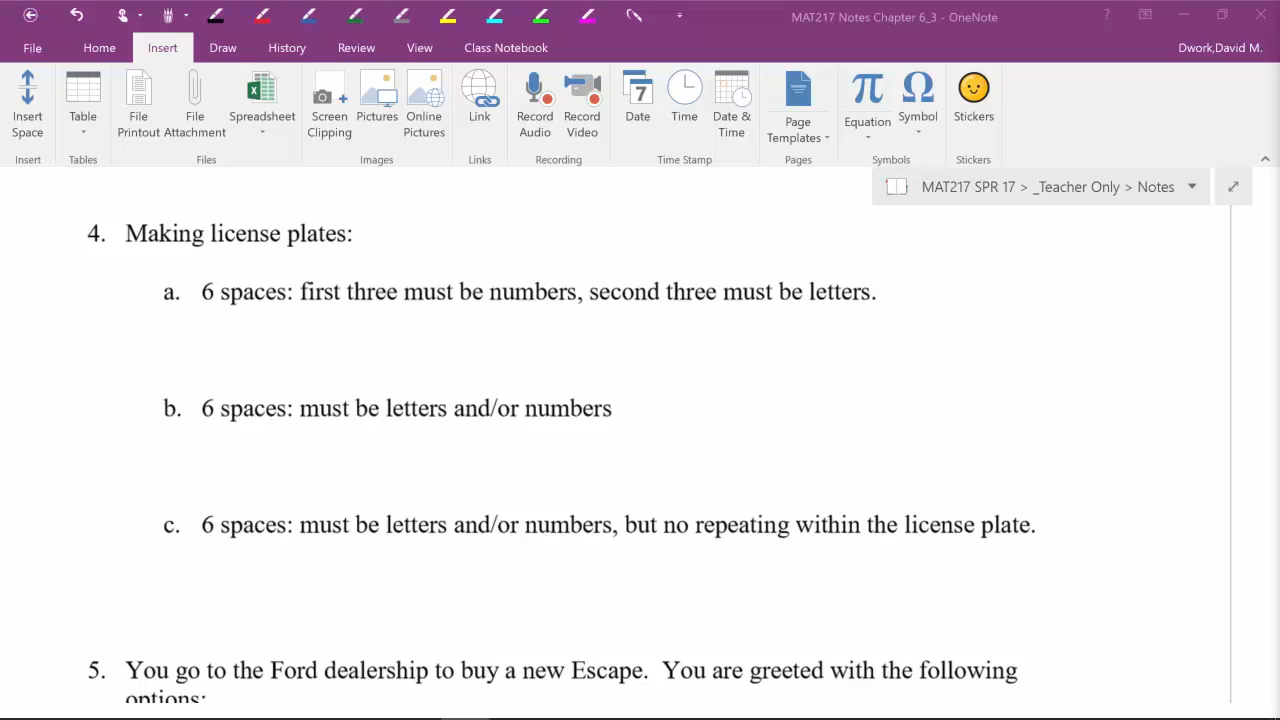 MAT217 Notes Chapter 6_3 - OneNote
?
File Home Insert Draw History Review View Class Notebook Dwork,David M.
Insert Space
Table
File Printout
File Attachment
Spreadsheet
Screen Clipping
Pictures
Online Pictures
Link
Record Audio
Record Video
7
Date
Time
Date & Time
Page Templates
π
Equation
Ω
Symbol
Stickers
Insert Tables Files Images Links Recording Time Stamp Pages Symbols Stickers
MAT217 SPR 17 > _Teacher Only > Notes
4. Making license plates:
a. 6 spaces: first three must be numbers, second three must be letters.
b. 6 spaces: must be letters and/or numbers
c. 6 spaces: must be letters and/or numbers, but no repeating within the license plate.
5. You go to the Ford dealership to buy a new Escape. You are greeted with the following
options: